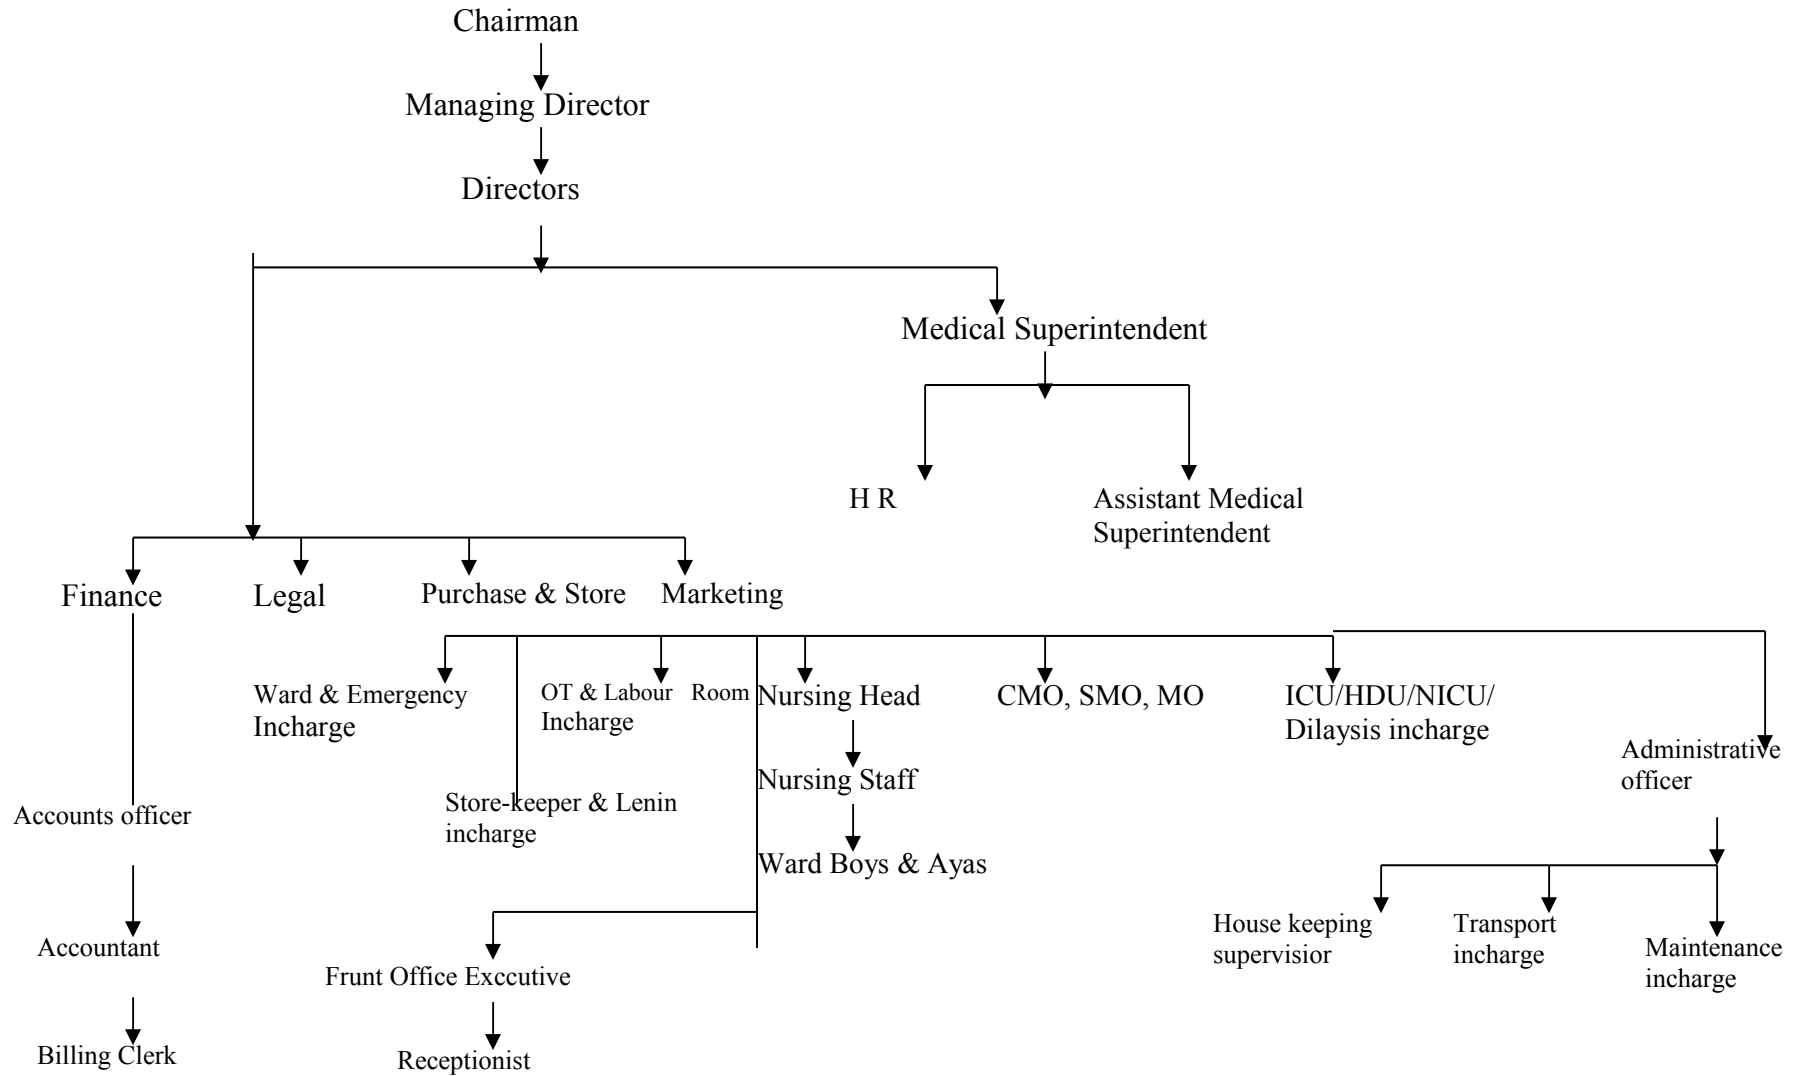 Chairman
Managing Director
Directors
Medical Superintendent
H R
Assistant Medical
Superintendent
Finance
Legal
Purchase & Store
Marketing
Ward & Emergency
Incharge
OT & Labour Room
Incharge
Nursing Head
CMO, SMO, MO
ICU/HDU/NICU/
Dilaysis incharge
Administrative
officer
Nursing Staff
Store-keeper & Lenin
incharge
Accounts officer
Ward Boys & Ayas
House keeping
supervisior
Transport
incharge
Maintenance
incharge
Accountant
Frunt Office Exccutive
Billing Clerk
Receptionist